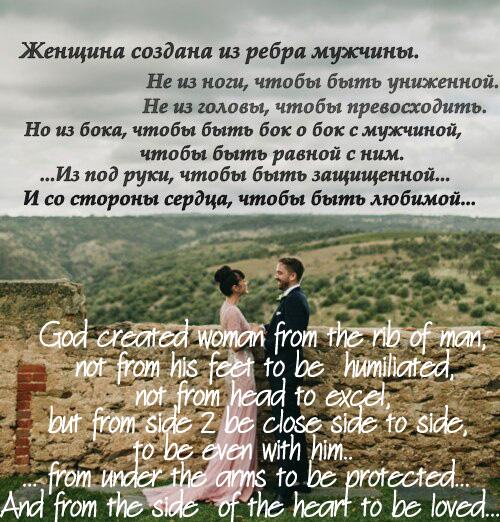 Женщина создана из ребра мужчины.
Не из ноги, чтобы быть униженной.
Не из головы, чтобы превосходить.
Но из бока, чтобы быть бок о бок с мужчиной,
чтобы быть равной с ним.
...Из под руки, чтобы быть защищенной...
И со стороны сердца, чтобы быть любимой...
God created woman from the rib of man,
not from his feet to be humiliated,
not from head to excel,
but from side 2 be close side to side,
to be even with him..
... from under the arms to be protected...
And from the side of the heart to be loved...